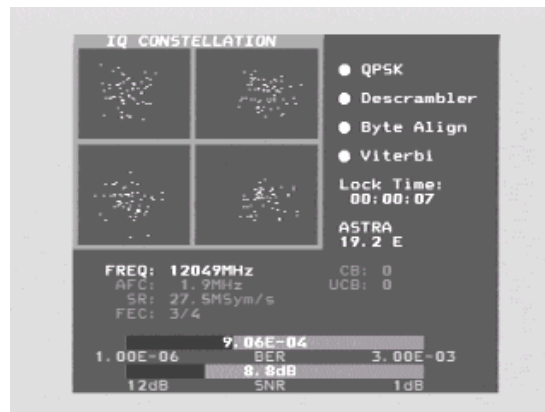 IQ CONSTELLATION
QPSK
Descrambler
Byte Align
Viterbi
Lock Time:
00:00:07
ASTRA
19.2 E
FREQ: 12049MHz
AFC: 1.9MHz
SR: 27.5MSym/s
FEC: 3/4
CB: 0
UCB: 0
9.06E-04
1.00E-06 BER 3.00E-03
8.8dB
12dB SNR 1dB